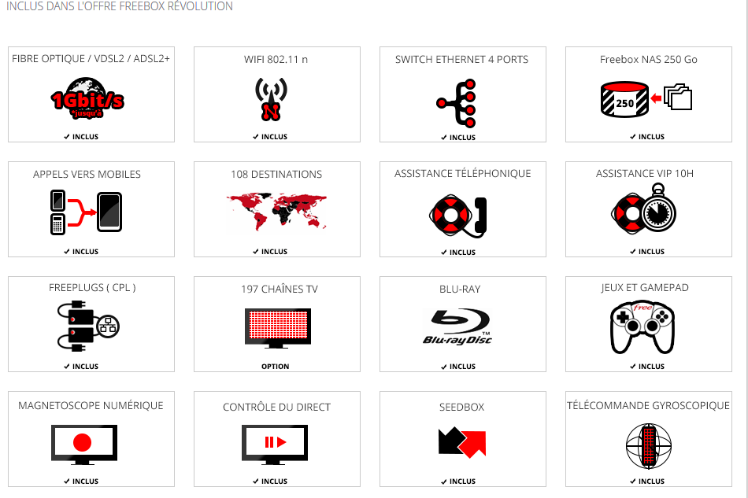 INCLUS DANS L'OFFRE FREEBOX RÉVOLUTION
FIBRE OPTIQUE / VDSL2 / ADSL2+
1Gbit/s
jusqu'à
✓ INCLUS
WIFI 802.11 n
N
✓ INCLUS
SWITCH ETHERNET 4 PORTS
✓ INCLUS
Freebox NAS 250 Go
250
✓ INCLUS
APPELS VERS MOBILES
✓ INCLUS
108 DESTINATIONS
✓ INCLUS
ASSISTANCE TÉLÉPHONIQUE
✓ INCLUS
ASSISTANCE VIP 10H
✓ INCLUS
FREEPLUGS ( CPL )
✓ INCLUS
197 CHAÎNES TV
OPTION
BLU-RAY
Blu-ray Disc
TM
✓ INCLUS
JEUX ET GAMEPAD
free
✓ INCLUS
MAGNETOSCOPE NUMÉRIQUE
✓ INCLUS
CONTRÔLE DU DIRECT
✓ INCLUS
SEEDBOX
✓ INCLUS
TÉLÉCOMMANDE GYROSCOPIQUE
✓ INCLUS